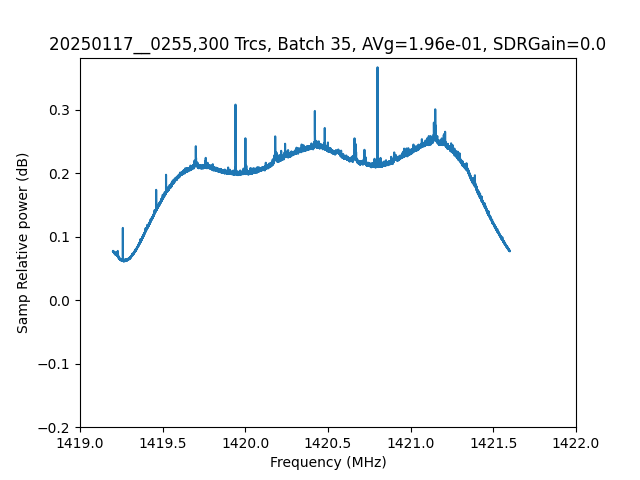 20250117__0255,300 Trcs, Batch 35, AVg=1.96e-01, SDRGain=0.0
Samp Relative power (dB)
0.3
0.2
0.1
0.0
−0.1
−0.2
1419.0 1419.5 1420.0 1420.5 1421.0 1421.5 1422.0
Frequency (MHz)